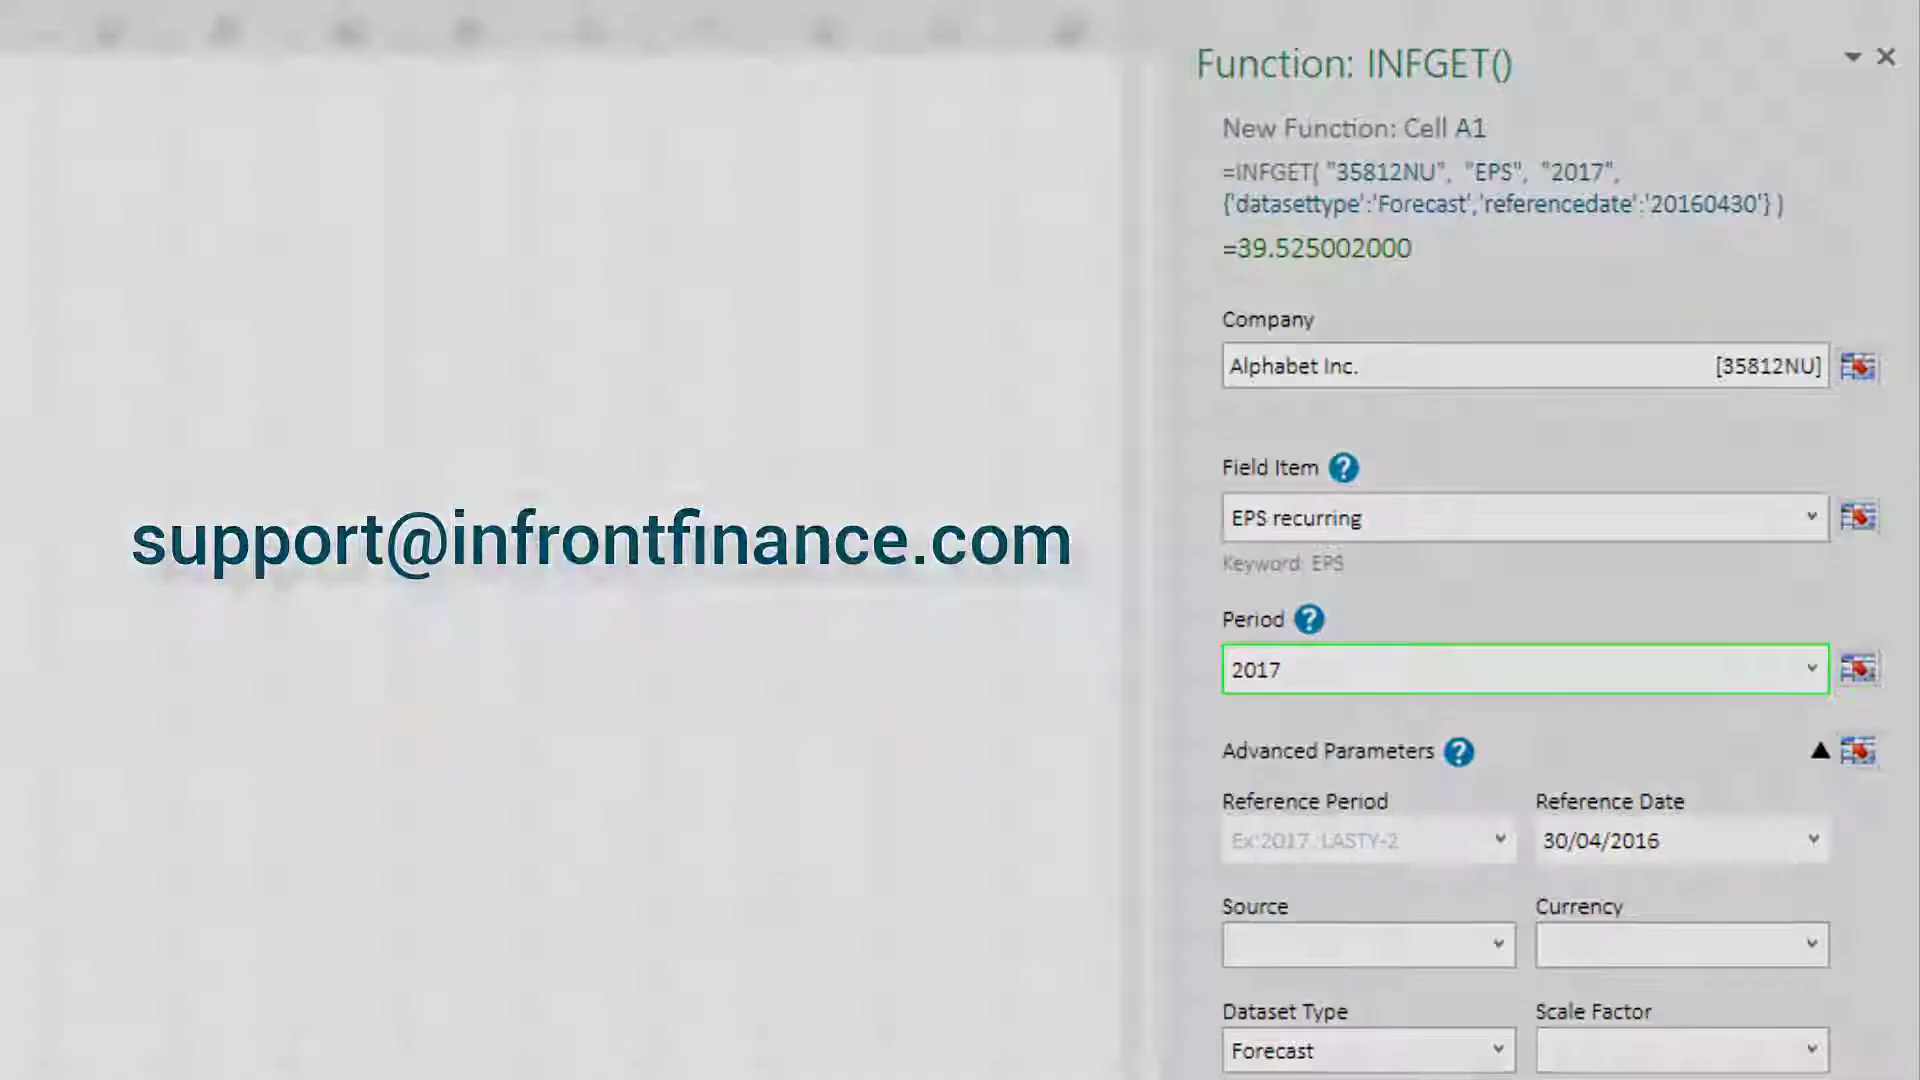 support@infrontfinance.com
Function: INFGET()
New Function: Cell A1
=INFGET( "35812NU", "EPS", "2017",
{'datasettype':'Forecast','referencedate':'20160430'} )
=39.525002000
Company
Alphabet Inc. [35812NU]
Field Item ?
EPS recurring
Keyword: EPS
Period ?
2017
Advanced Parameters ?
Reference Period Reference Date
Ex:2017, LASTY-2 30/04/2016
Source Currency
Dataset Type Scale Factor
Forecast